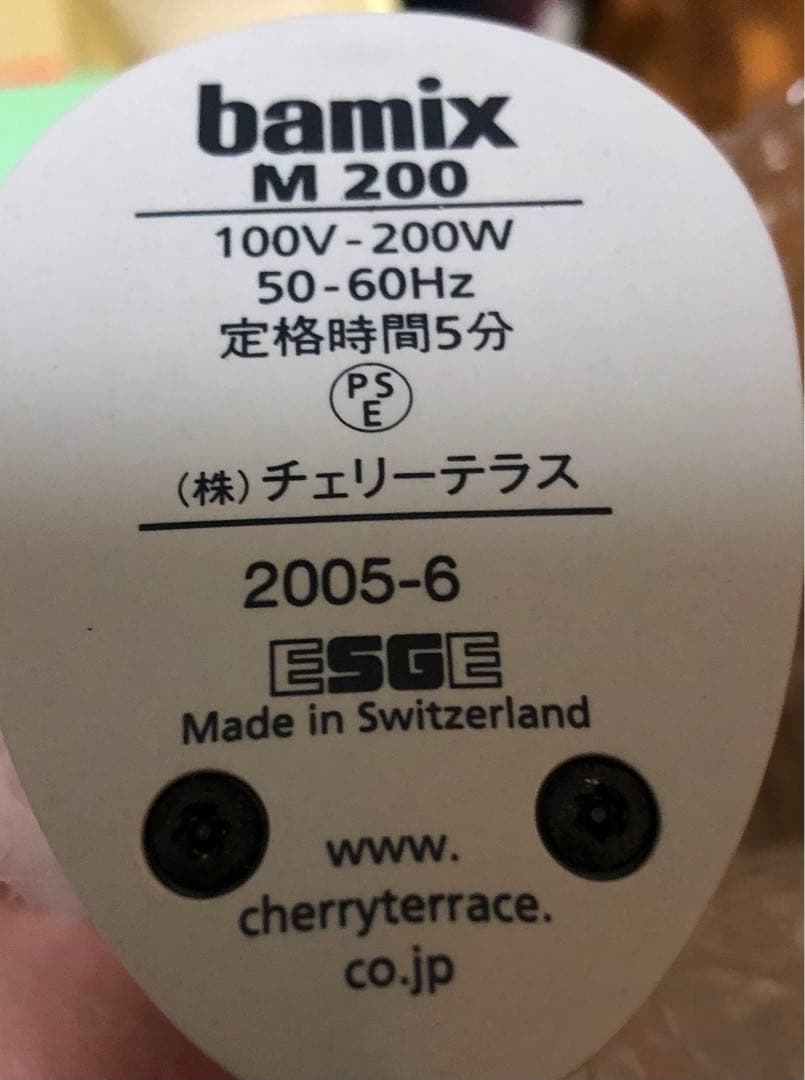 bamix
M 200
100V-200W
50-60Hz
定格時間5分
PS
E
(株)チェリーテラス
2005-6
ESGE
Made in Switzerland
www.
cherryterrace.
co.jp